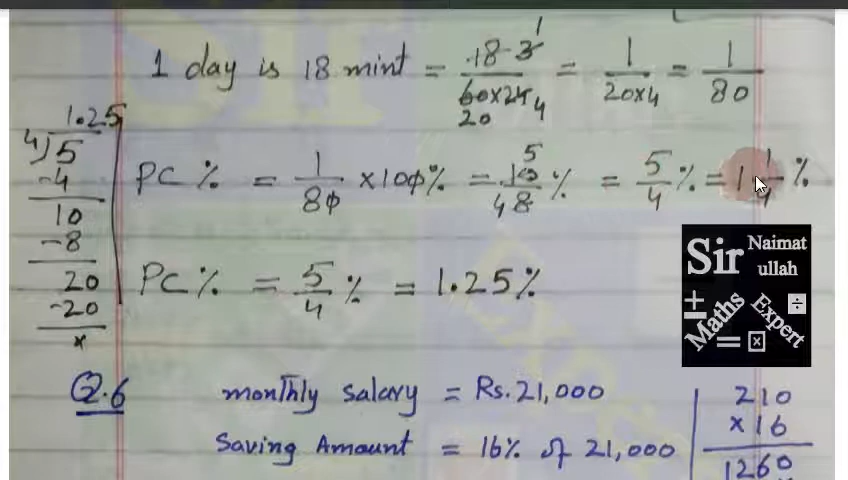 1 day is 18 mint = 18 3 1 / 60×24 20 4 = 1/20×4 = 1/80
1.25
4)5
-4
10
-8
20
-20
x
PC % = 1/80 ×100% = 10 5 / 8 4 % = 5/4 % = 1 1/4 %
PC % = 5/4 % = 1.25%
Sir Naimat
ullah
+ Maths Expert ÷
= ×
Q.6 monthly salary = Rs. 21,000
Saving Amount = 16% of 21,000
210
×16
1260